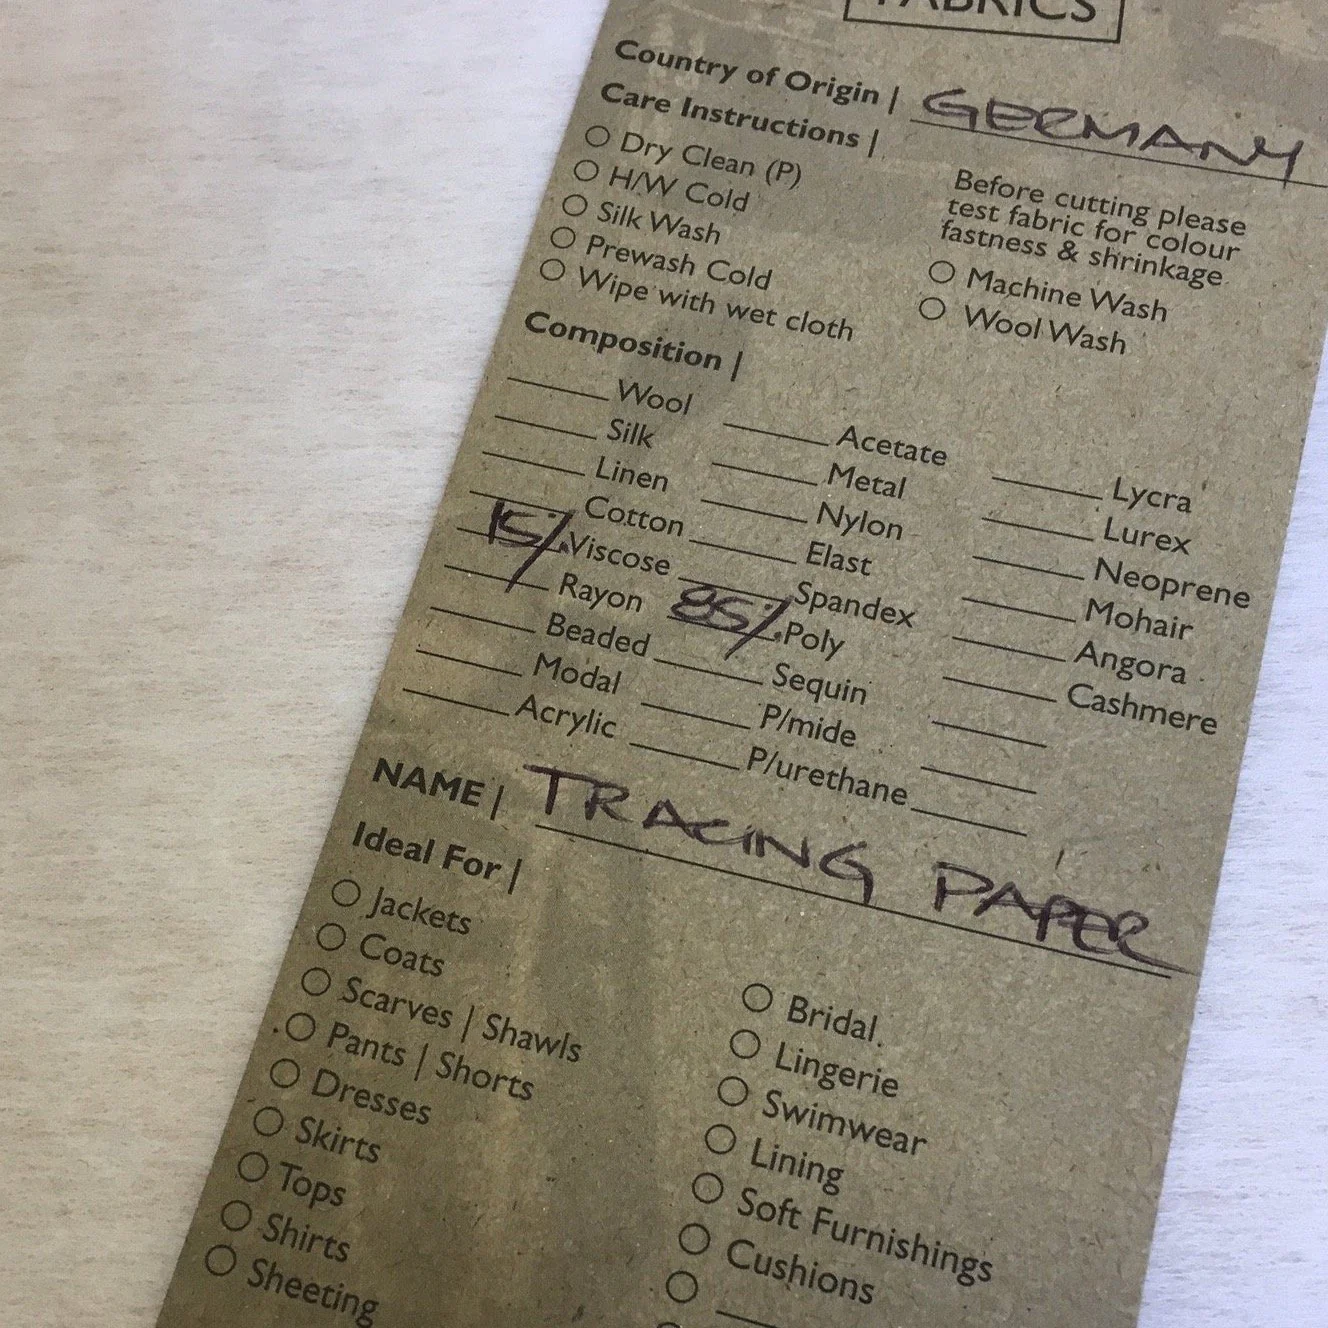 FABRICS
Country of Origin | GERMANY
Care Instructions |
Dry Clean (P)
H/W Cold
Silk Wash
Prewash Cold
Wipe with wet cloth
Before cutting please
test fabric for colour
fastness & shrinkage
Machine Wash
Wool Wash
Composition |
Wool
Silk
Linen
Cotton
15% Viscose
Rayon
Beaded
Modal
Acrylic
Acetate
Metal
Nylon
Elast
Spandex
85% Poly
Sequin
P/mide
P/urethane
Lycra
Lurex
Neoprene
Mohair
Angora
Cashmere
NAME | TRACING PAPER
Ideal For |
Jackets
Coats
Scarves | Shawls
Pants | Shorts
Dresses
Skirts
Tops
Shirts
Sheeting
Bridal
Lingerie
Swimwear
Lining
Soft Furnishings
Cushions